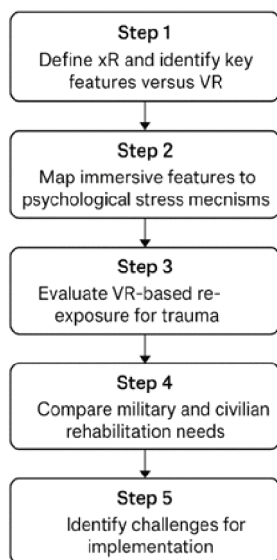 Step 1
Define xR and identify key
features versus VR
Step 2
Map immersive features to
psychological stress mecnisms
Step 3
Evaluate VR-based re-
exposure for trauma
Step 4
Compare military and civilian
rehabilitation needs
Step 5
Identify challenges for
implementation